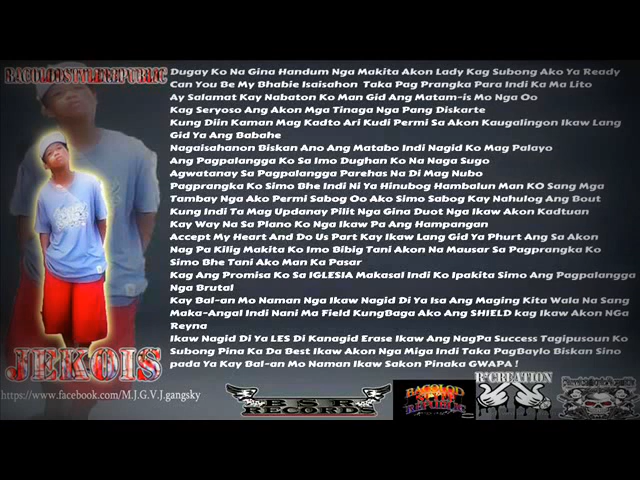 BACOLOD STYLE REPUBLIC
Dugay Ko Na Gina Handum Nga Makita Akon Lady Kag Subong Ako Ya Ready
Can You Be My Bhabie Isaisahon Taka Pag Prangka Para Indi Ka Ma Lito
Ay Salamat Kay Nabaton Ko Man Gid Ang Matam-is Mo Nga Oo
Kag Seryoso Ang Akon Mga Tinaga Nga Pang Diskarte
Kung Diin Kaman Mag Kadto Ari Kudi Permi Sa Akon Kaugalingon Ikaw Lang
Gid Ya Ang Babahe
Nagaisahanon Biskan Ano Ang Matabo Indi Nagid Ko Mag Palayo
Ang Pagpalangga Ko Sa Imo Dughan Ko Na Naga Sugo
Agwatanay Sa Pagpalangga Parehas Na Di Mag Nubo
Pagprangka Ko Simo Bhe Indi Ni Ya Hinubog Hambalun Man KO Sang Mga
Tambay Nga Ako Permi Sabog Oo Ako Simo Sabog Kay Nahulog Ang Bout
Kung Indi Ta Mag Updanay Pilit Nga Gina Duot Nga Ikaw Akon Kadtuan
Kay Way Na Sa Plano Ko Nga Ikaw Pa Ang Hampangan
Accept My Heart And Do Us Part Kay Ikaw Lang Gid Ya Phurt Ang Sa Akon
Nag Pa Kilig Makita Ko Imo Bibig Tani Akon Na Mausar Sa Pagprangka Ko
Simo Bhe Tani Ako Man Ka Pasar
Kag Ang Promisa Ko Sa IGLESIA Makasal Indi Ko Ipakita Simo Ang Pagpalangga
Nga Brutal
Kay Bal-an Mo Naman Nga Ikaw Nagid Di Ya Isa Ang Maging Kita Wala Na Sang
Maka-Angal Indi Nani Ma Field KungBaga Ako Ang SHIELD kag Ikaw Akon NGa
Reyna
Ikaw Nagid Di Ya LES Di Kanagid Erase Ikaw Ang NagPa Success Tagipusuon Ko
Subong Pina Ka Da Best Ikaw Akon Nga Miga Indi Taka PagBaylo Biskan Sino
pada Ya Kay Bal-an Mo Naman Ikaw Sakon Pinaka GWAPA !
JEKOIS
https://www.facebook.com/M.J.G.V.J.gangsky
BSR
RECORDS
BACOLOD
STYLE
REPUBLIC
R²CREATION